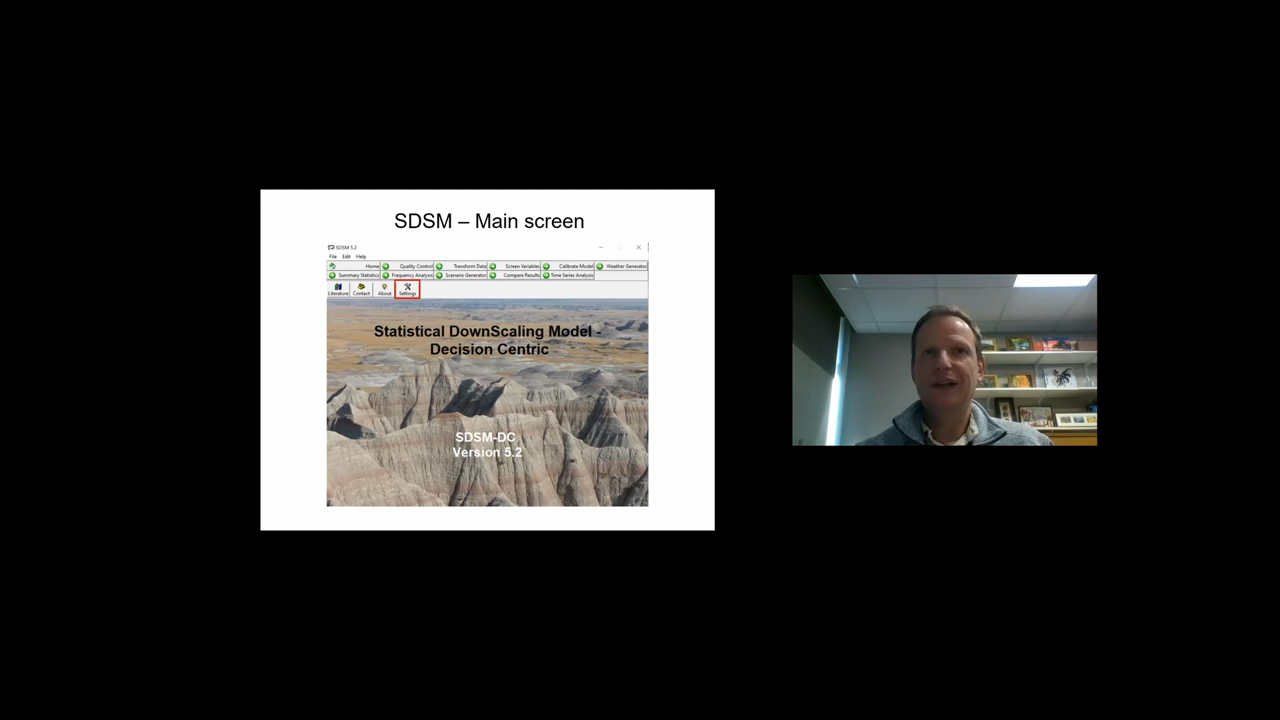 SDSM – Main screen
SDSM 5.2
File Edit Help
Home Quality Control Transform Data Screen Variables Calibrate Model Weather Generator
Summary Statistics Frequency Analysis Scenario Generator Compare Results Time Series Analysis
Literature Contact About Settings
Statistical DownScaling Model -
Decision Centric
SDSM-DC
Version 5.2